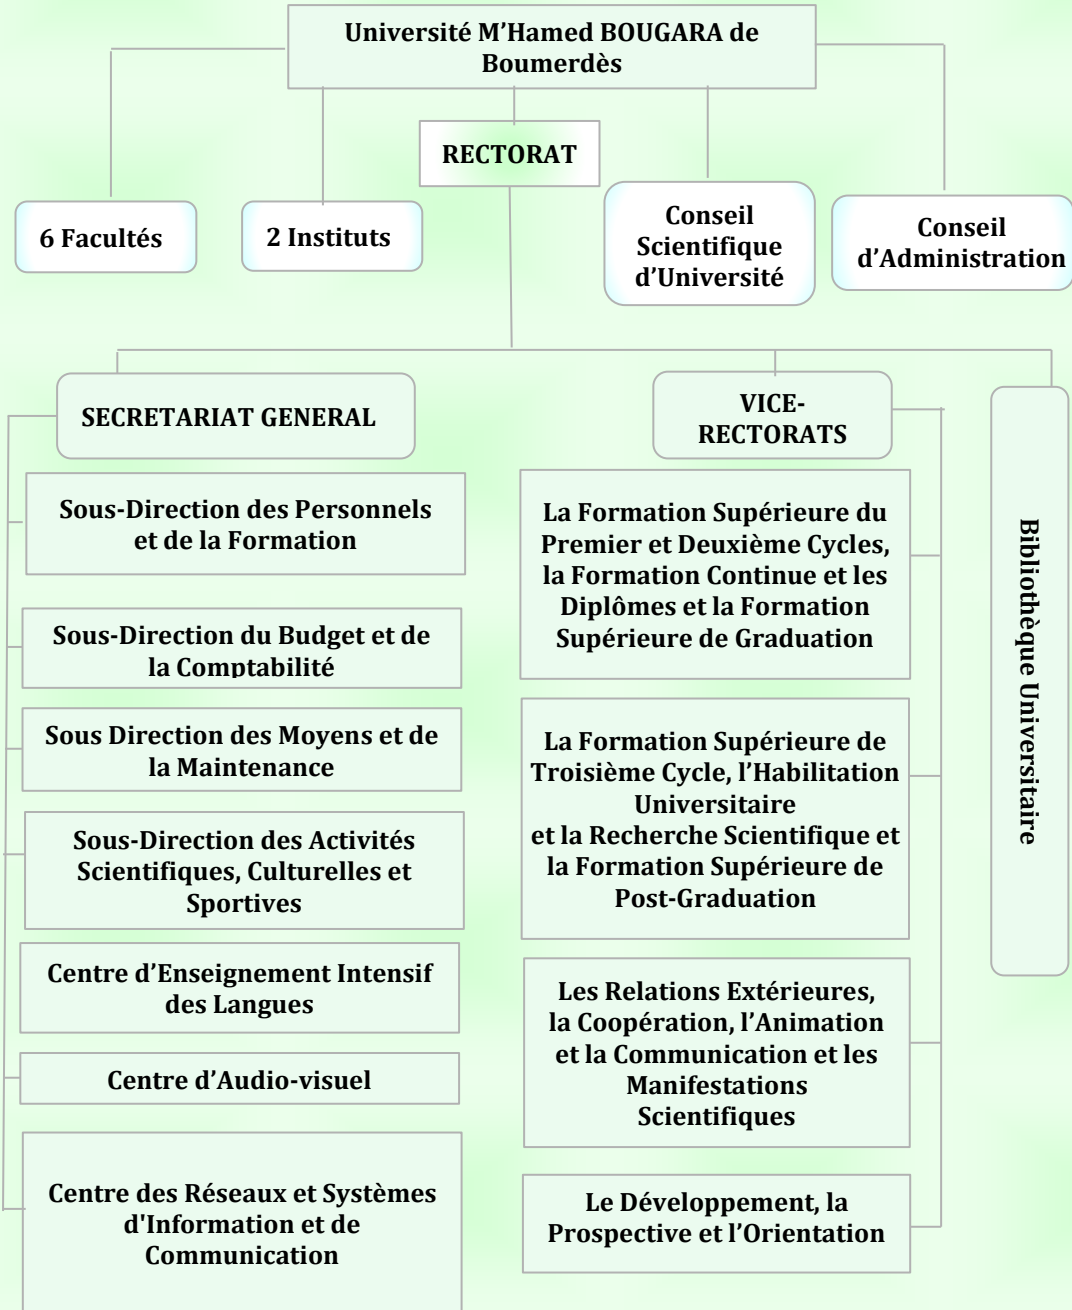 Université M’Hamed BOUGARA de
Boumerdès
RECTORAT
6 Facultés
2 Instituts
Conseil
Scientifique
d’Université
Conseil
d’Administration
SECRETARIAT GENERAL
Sous-Direction des Personnels
et de la Formation
Sous-Direction du Budget et de
la Comptabilité
Sous Direction des Moyens et de
la Maintenance
Sous-Direction des Activités
Scientifiques, Culturelles et
Sportives
Centre d’Enseignement Intensif
des Langues
Centre d’Audio-visuel
Centre des Réseaux et Systèmes
d'Information et de
Communication
VICE-
RECTORATS
La Formation Supérieure du
Premier et Deuxième Cycles,
la Formation Continue et les
Diplômes et la Formation
Supérieure de Graduation
La Formation Supérieure de
Troisième Cycle, l’Habilitation
Universitaire
et la Recherche Scientifique et
la Formation Supérieure de
Post-Graduation
Les Relations Extérieures,
la Coopération, l’Animation
et la Communication et les
Manifestations
Scientifiques
Le Développement, la
Prospective et l’Orientation
Bibliothèque Universitaire